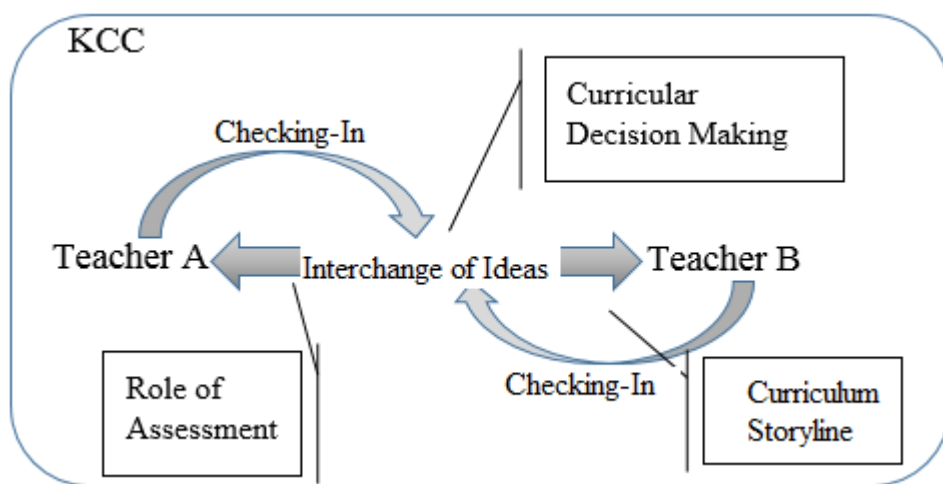 KCC
Curricular
Decision Making
Checking-In
Teacher A
Interchange of Ideas
Teacher B
Role of
Assessment
Checking-In
Curriculum
Storyline